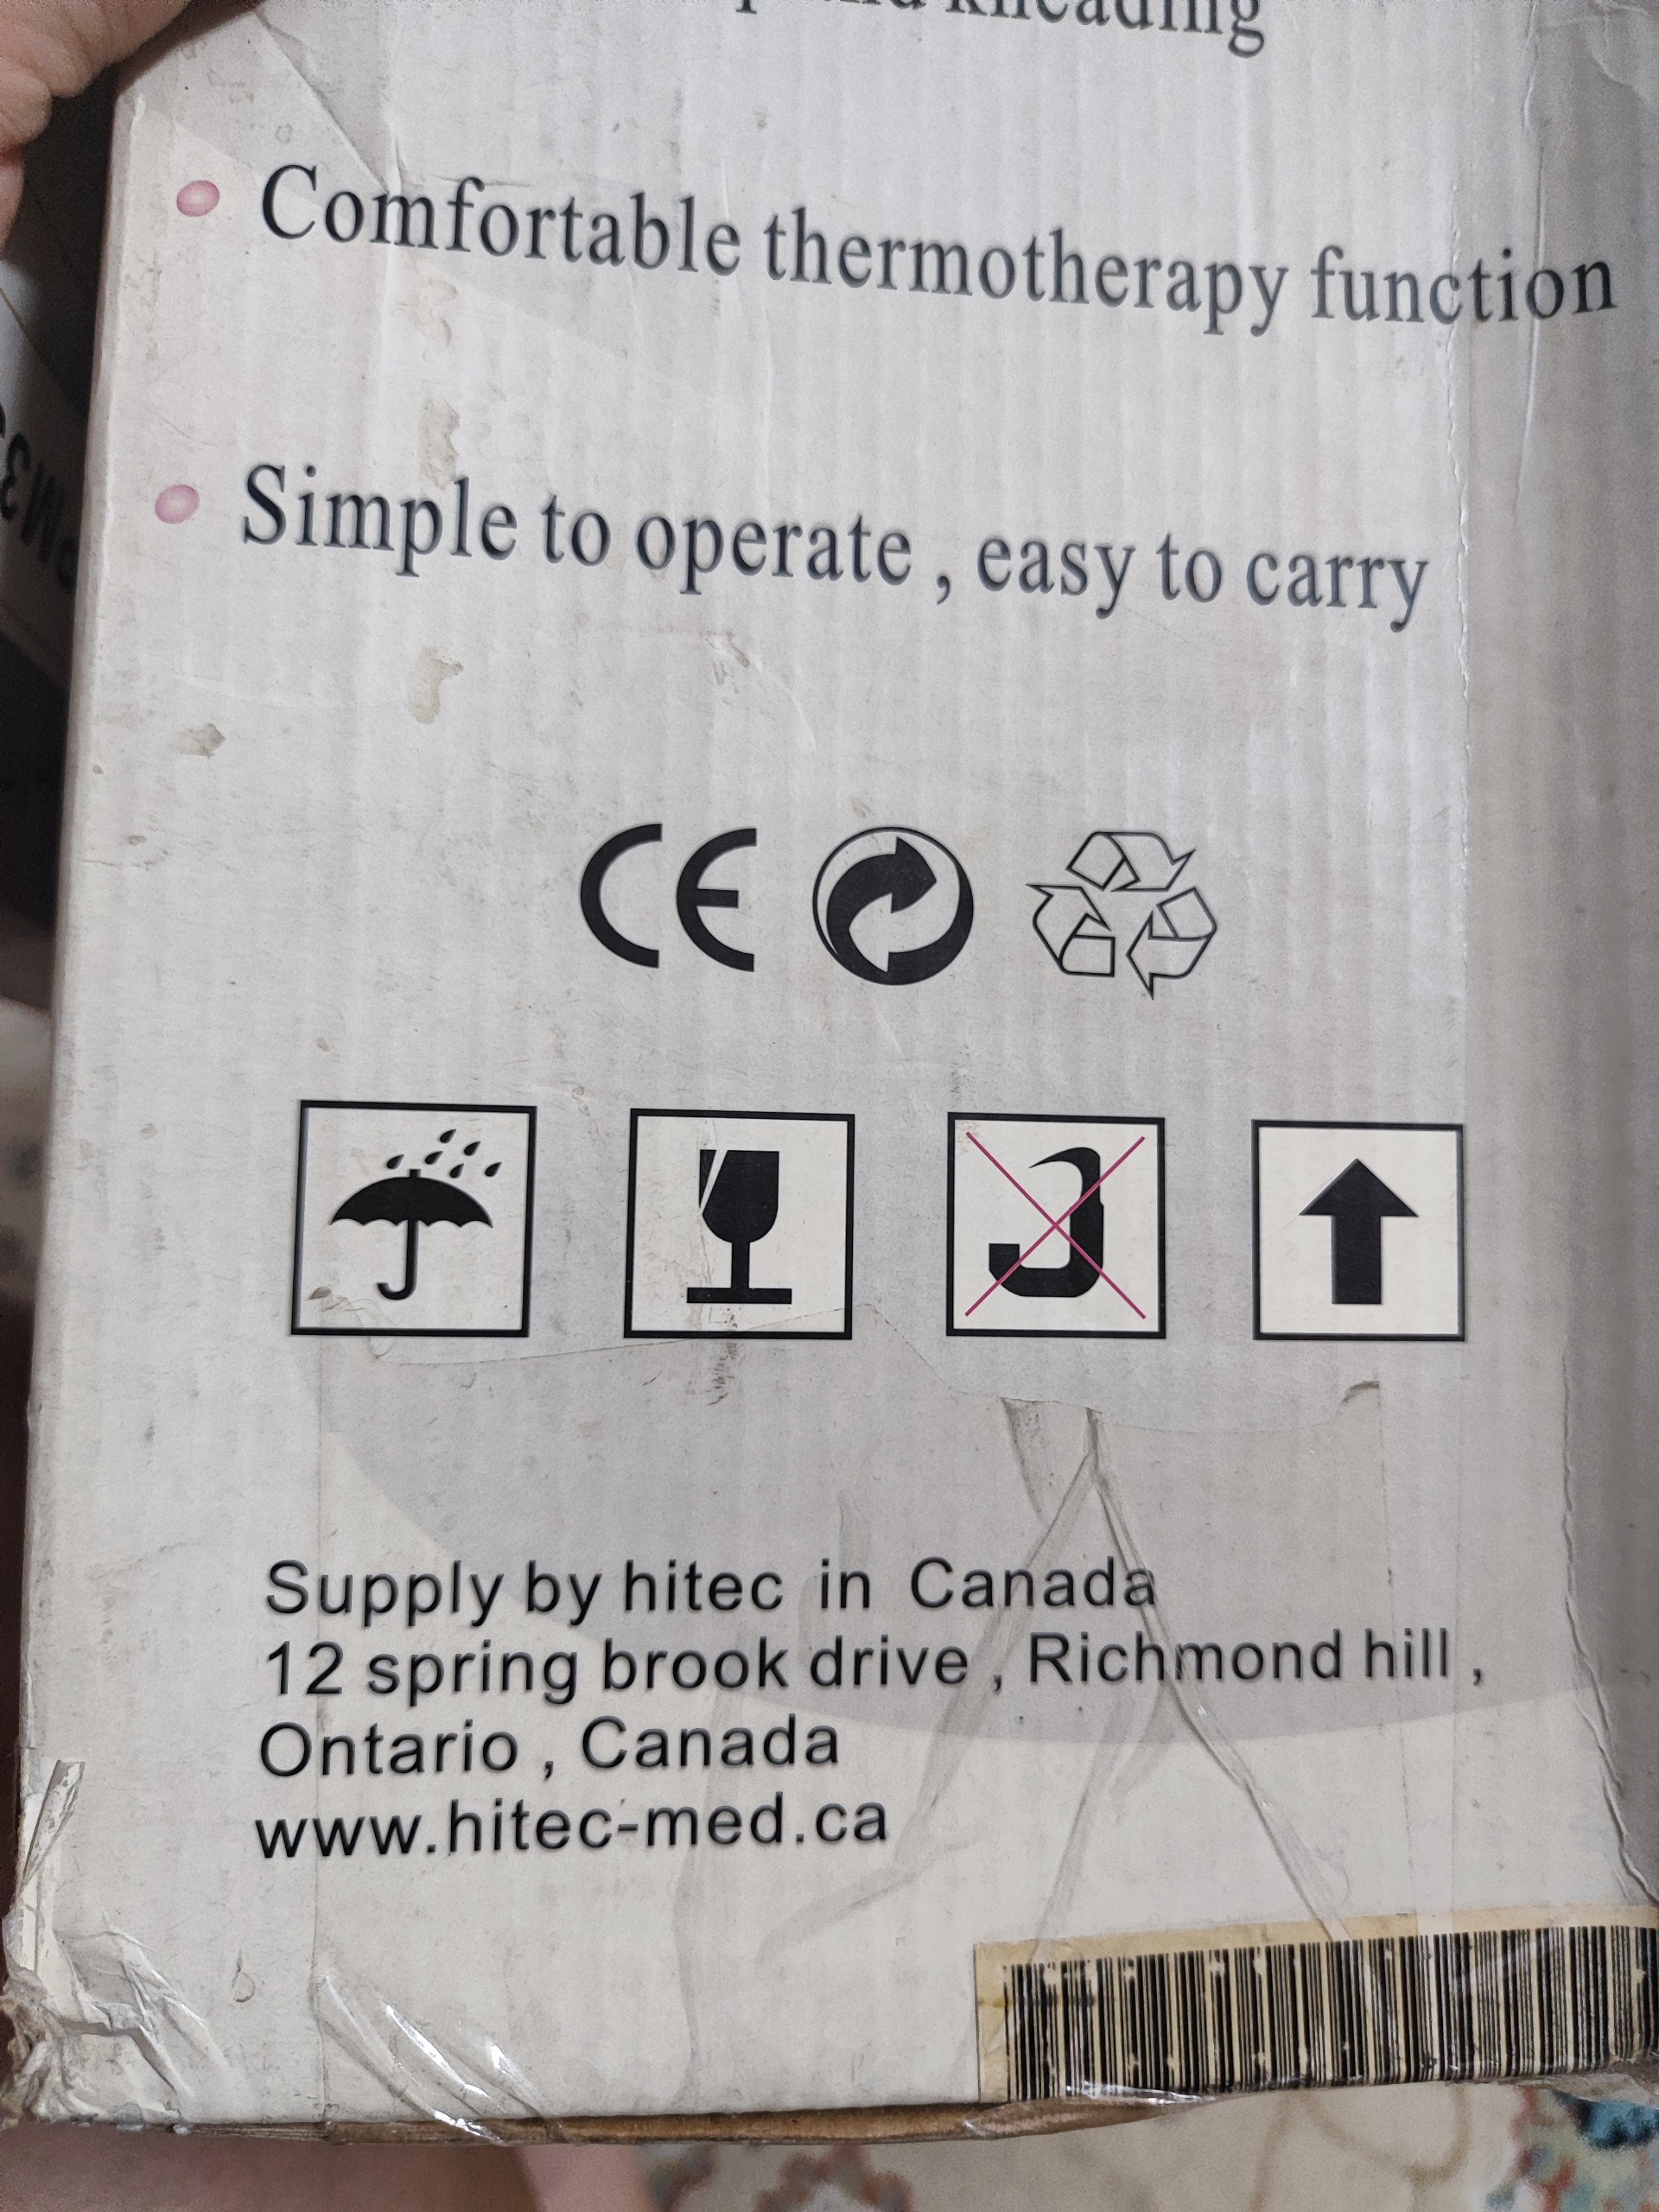 kneading
Comfortable thermotherapy function
Simple to operate , easy to carry
CE
Supply by hitec in Canada
12 spring brook drive , Richmond hill ,
Ontario , Canada
www.hitec-med.ca